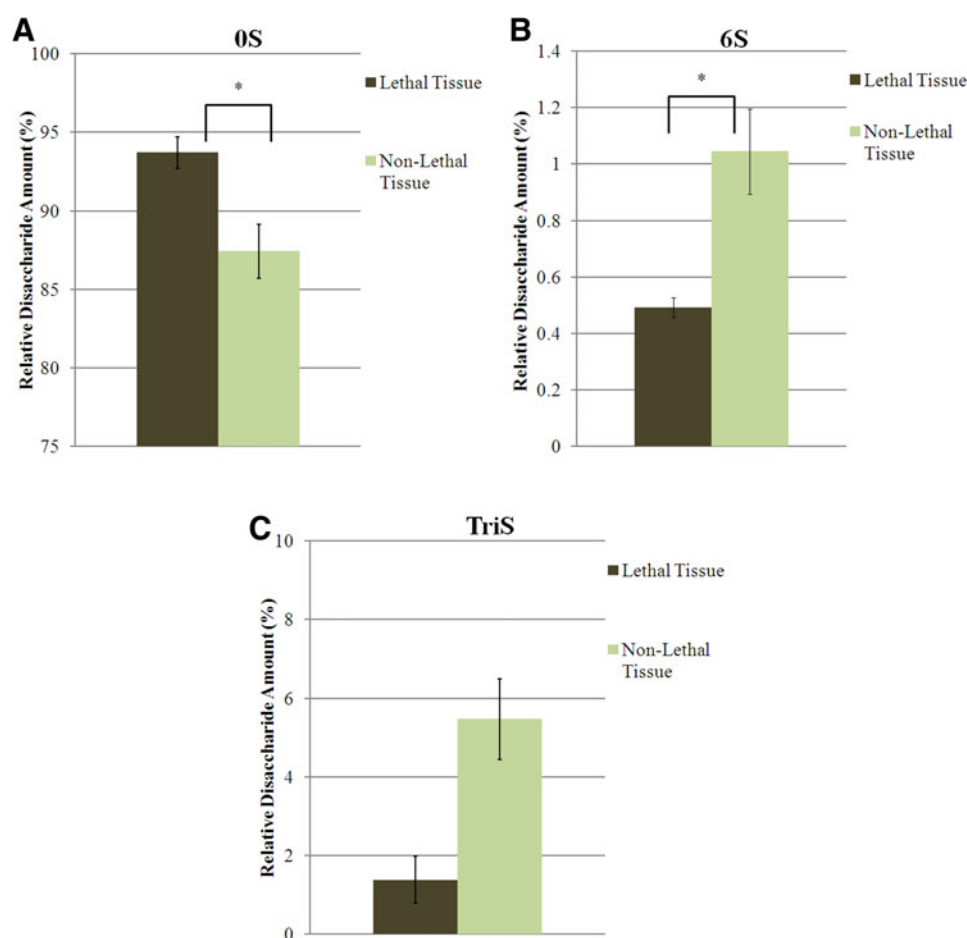 A
0S
Relative Disaccharide Amount (%)
100
95
90
85
80
75
*
Lethal Tissue
Non-Lethal
Tissue
B
6S
Relative Disaccharide Amount (%)
1.4
1.2
1
0.8
0.6
0.4
0.2
0
*
Lethal Tissue
Non-Lethal
Tissue
C
TriS
Relative Disaccharide Amount (%)
10
8
6
4
2
0
Lethal Tissue
Non-Lethal
Tissue